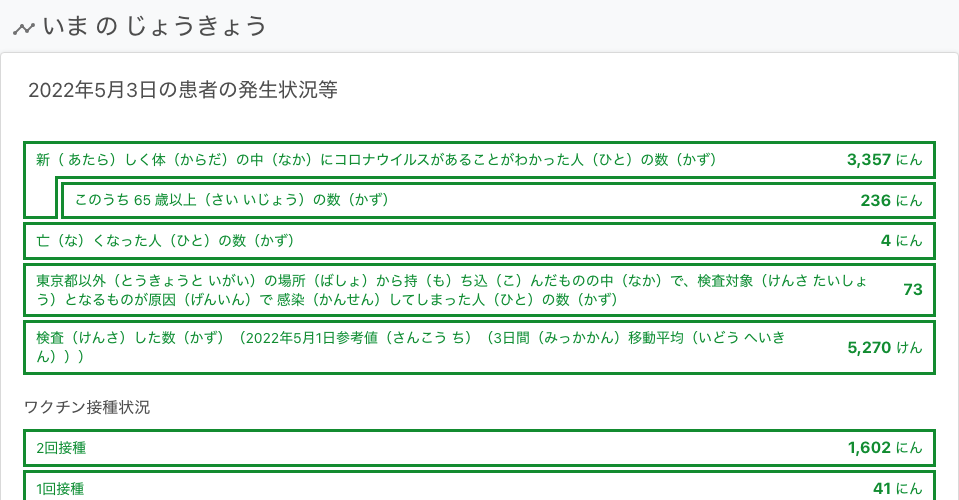 いま の じょうきょう
2022年5月3日の患者の発生状況等
新（ あたら）しく体（からだ）の中（なか）にコロナウイルスがあることがわかった人（ひと）の数（かず） 3,357 にん
このうち 65 歳以上（さい いじょう）の数（かず） 236 にん
亡（な）くなった人（ひと）の数（かず） 4 にん
東京都以外（とうきょうと いがい）の場所（ばしょ）から持（も）ち込（こ）んだものの中（なか）で、検査対象（けんさ たいしょ
う）となるものが原因（げんいん）で 感染（かんせん）してしまった人（ひと）の数（かず） 73
検査（けんさ）した数（かず）（2022年5月1日参考値（さんこう ち）（3日間（みっかかん）移動平均（いどう へいき
ん））） 5,270 けん
ワクチン接種状況
2回接種 1,602 にん
1回接種 41 にん